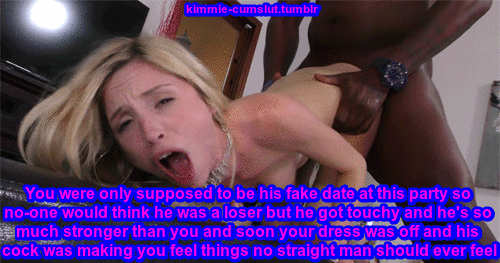 kimmie-cumslut.tumblr
You were only supposed to be his fake date at this party so
no-one would think he was a loser but he got touchy and he's so
much stronger than you and soon your dress was off and his
cock was making you feel things no straight man should ever feel